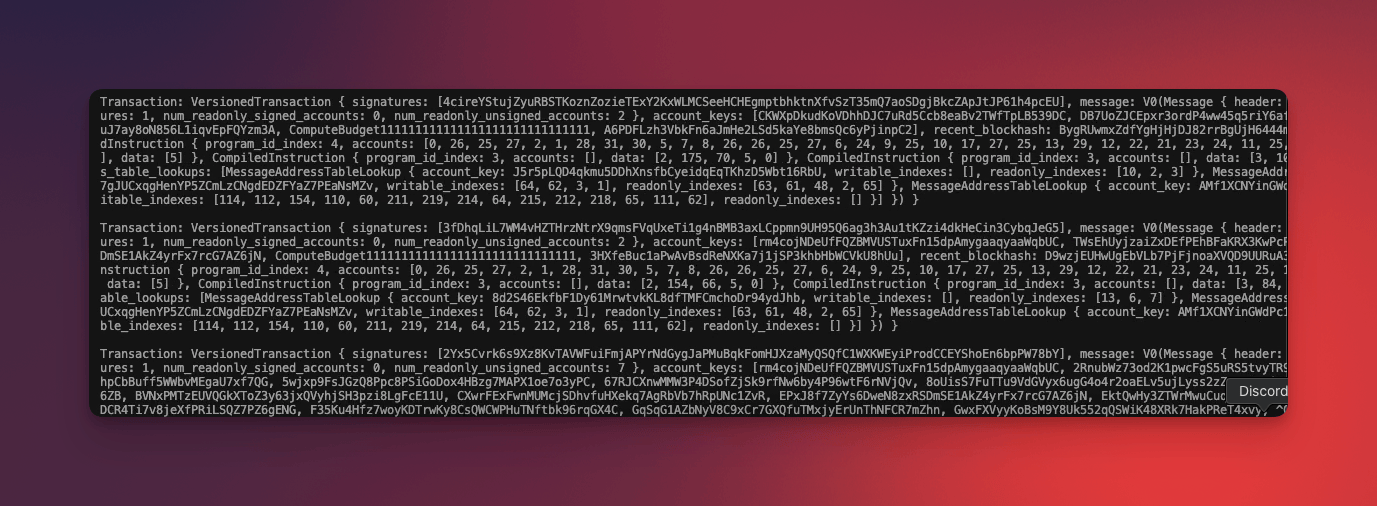 Transaction: VersionedTransaction { signatures: [4cireYStujZyuRBSTKoznZozieTExY2KxWLMCSeeHCHEgmptbhktnXfvSzT35mQ7aoSDgjBkcZApJtJP61h4pcEU], message: V0(Message { header:
ures: 1, num_readonly_signed_accounts: 0, num_readonly_unsigned_accounts: 2 }, account_keys: [CKWXpDkudKoVDhhDJC7uRd5Ccb8eaBv2TWfTpLB539DC, DB7UoZJCEpxr3ordP4ww45q5riY6af
uJ7ay8oN856L1iqvEpFQYzm3A, ComputeBudget111111111111111111111111111111, A6PDFLzh3VbkFn6aJmHe2LSd5kaYe8bmsQc6yPjinpC2], recent_blockhash: BygRUwmxZdfYgHjHjDJ82rrBgUjH6444m
dInstruction { program_id_index: 4, accounts: [0, 26, 25, 27, 2, 1, 28, 31, 30, 5, 7, 8, 26, 26, 25, 27, 6, 24, 9, 25, 10, 17, 27, 25, 13, 29, 12, 22, 21, 23, 24, 11, 25,
], data: [5] }, CompiledInstruction { program_id_index: 3, accounts: [], data: [2, 175, 70, 5, 0] }, CompiledInstruction { program_id_index: 3, accounts: [], data: [3, 10
s_table_lookups: [MessageAddressTableLookup { account_key: J5r5pLQD4qkmu5DDhXnsfbCyeidqEqTKhzD5Wbt16RbU, writable_indexes: [], readonly_indexes: [10, 2, 3] }, MessageAddre
7gJUCXqgHenYP5ZCmLzCNgdEDZFYaZ7PEaNsMZv, writable_indexes: [64, 62, 3, 1], readonly_indexes: [63, 61, 48, 2, 65] }, MessageAddressTableLookup { account_key: AMf1XCNYinGWd
itable_indexes: [114, 112, 154, 110, 60, 211, 219, 214, 64, 215, 212, 218, 65, 111, 62], readonly_indexes: [] }] }) }
Transaction: VersionedTransaction { signatures: [3fDhqLiL7WM4vHZTHrzNtrX9qmsFVqUxeTi1g4nBMB3axLCppmn9UH95Q6ag3h3Au1tKZzi4dkHeCin3CybqJeG5], message: V0(Message { header:
ures: 1, num_readonly_signed_accounts: 0, num_readonly_unsigned_accounts: 2 }, account_keys: [rm4cojNDeUfFQZBMVUSTuxFn15dpAmygaaqyaaWqbUC, TWsEhUyjzaiZxDEfPEhBFaKRX3KwPcR
DmSE1AkZ4yrFx7rcG7AZ6jN, ComputeBudget111111111111111111111111111111, 3HXfeBuc1aPwAvBsdReNXKa7j1jSP3khbHbWCVkU8hUu], recent_blockhash: D9wzjEUHwUgEbVLb7PjFjnoaXVQD9UURuA3
nstruction { program_id_index: 4, accounts: [0, 26, 25, 27, 2, 1, 28, 31, 30, 5, 7, 8, 26, 26, 25, 27, 6, 24, 9, 25, 10, 17, 27, 25, 13, 29, 12, 22, 21, 23, 24, 11, 25, 1
data: [5] }, CompiledInstruction { program_id_index: 3, accounts: [], data: [2, 154, 66, 5, 0] }, CompiledInstruction { program_id_index: 3, accounts: [], data: [3, 84,
able_lookups: [MessageAddressTableLookup { account_key: 8d2S46EkfbF1Dy61MrwtvkKL8dfTMFCmchoDr94ydJhb, writable_indexes: [], readonly_indexes: [13, 6, 7] }, MessageAddress
UCxqgHenYP5ZCmLzCNgdEDZFYaZ7PEaNsMZv, writable_indexes: [64, 62, 3, 1], readonly_indexes: [63, 61, 48, 2, 65] }, MessageAddressTableLookup { account_key: AMf1XCNYinGWdPc1
ble_indexes: [114, 112, 154, 110, 60, 211, 219, 214, 64, 215, 212, 218, 65, 111, 62], readonly_indexes: [] }] }) }
Transaction: VersionedTransaction { signatures: [2Yx5Cvrk6s9Xz8KvTAVWFuiFmjAPYrNdGygJaPMuBqkFomHJXzaMyQSQfC1WXKWEyiProdCCEYShoEn6bpPW78bY], message: V0(Message { header:
ures: 1, num_readonly_signed_accounts: 0, num_readonly_unsigned_accounts: 7 }, account_keys: [rm4cojNDeUfFQZBMVUSTuxFn15dpAmygaaqyaaWqbUC, 2RnubWz73od2K1pwcFgS5uRS5tvyTR9
hpCbBuff5WWbvMEgaU7xf7QG, 5wjxp9FsJGzQ8Ppc8PSiGoDox4HBzg7MAPX1oe7o3yPC, 67RJCXnwMMW3P4DSofZjSk9rfNw6by4P96wtF6rNVjQv, 8oUisS7FuTTu9VdGVyx6ugG4o4r2oaELv5ujLyss2zZ
6ZB, BVNxPMTzEUVQGkXToZ3y63jxQVyhjSH3pzi8LgFcE11U, CXwrFExFwnMUMcjSDhvfuHXekq7AgRbVb7hRpUNc1ZvR, EPxJ8f7ZyYs6DweN8zxRSDmSE1AkZ4yrFx7rcG7AZ6jN, EktQwHy3ZTWrMwuCud
Discord
DCR4Ti7v8jeXfPRiLSQZ7PZ6gENG, F35Ku4Hfz7woyKDTrwKy8CsQWCWPHuTNftbk96rqGX4C, GqSqG1AZbNyV8C9xCr7GXQfuTMxjyErUnThNFCR7mZhn, GwxFXVyyKoBsM9Y8Uk552qQSWiK48XRk7HakPReT4xvy,